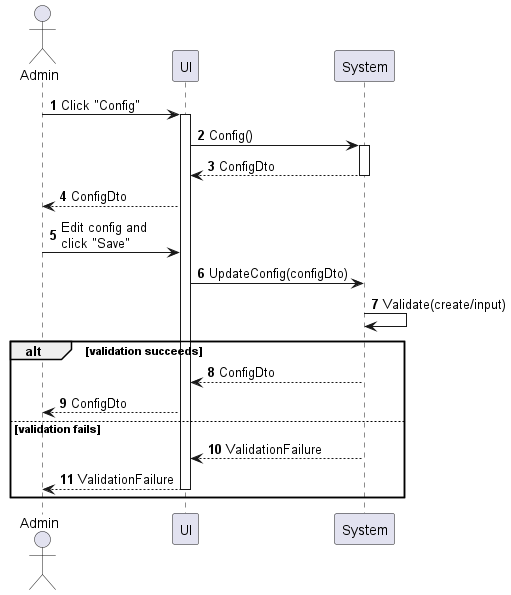 Admin
UI
System
1 Click "Config"
2 Config()
3 ConfigDto
4 ConfigDto
5 Edit config and
click "Save"
6 UpdateConfig(configDto)
7 Validate(create/input)
alt [validation succeeds]
8 ConfigDto
9 ConfigDto
[validation fails]
10 ValidationFailure
11 ValidationFailure
Admin
UI
System